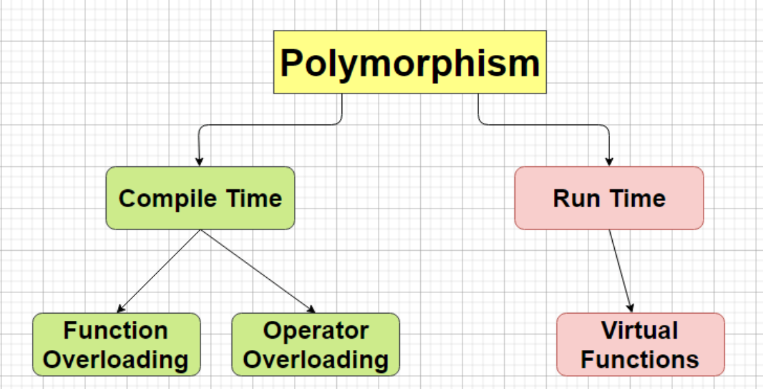 Polymorphism
Compile Time
Run Time
Function
Overloading
Operator
Overloading
Virtual
Functions